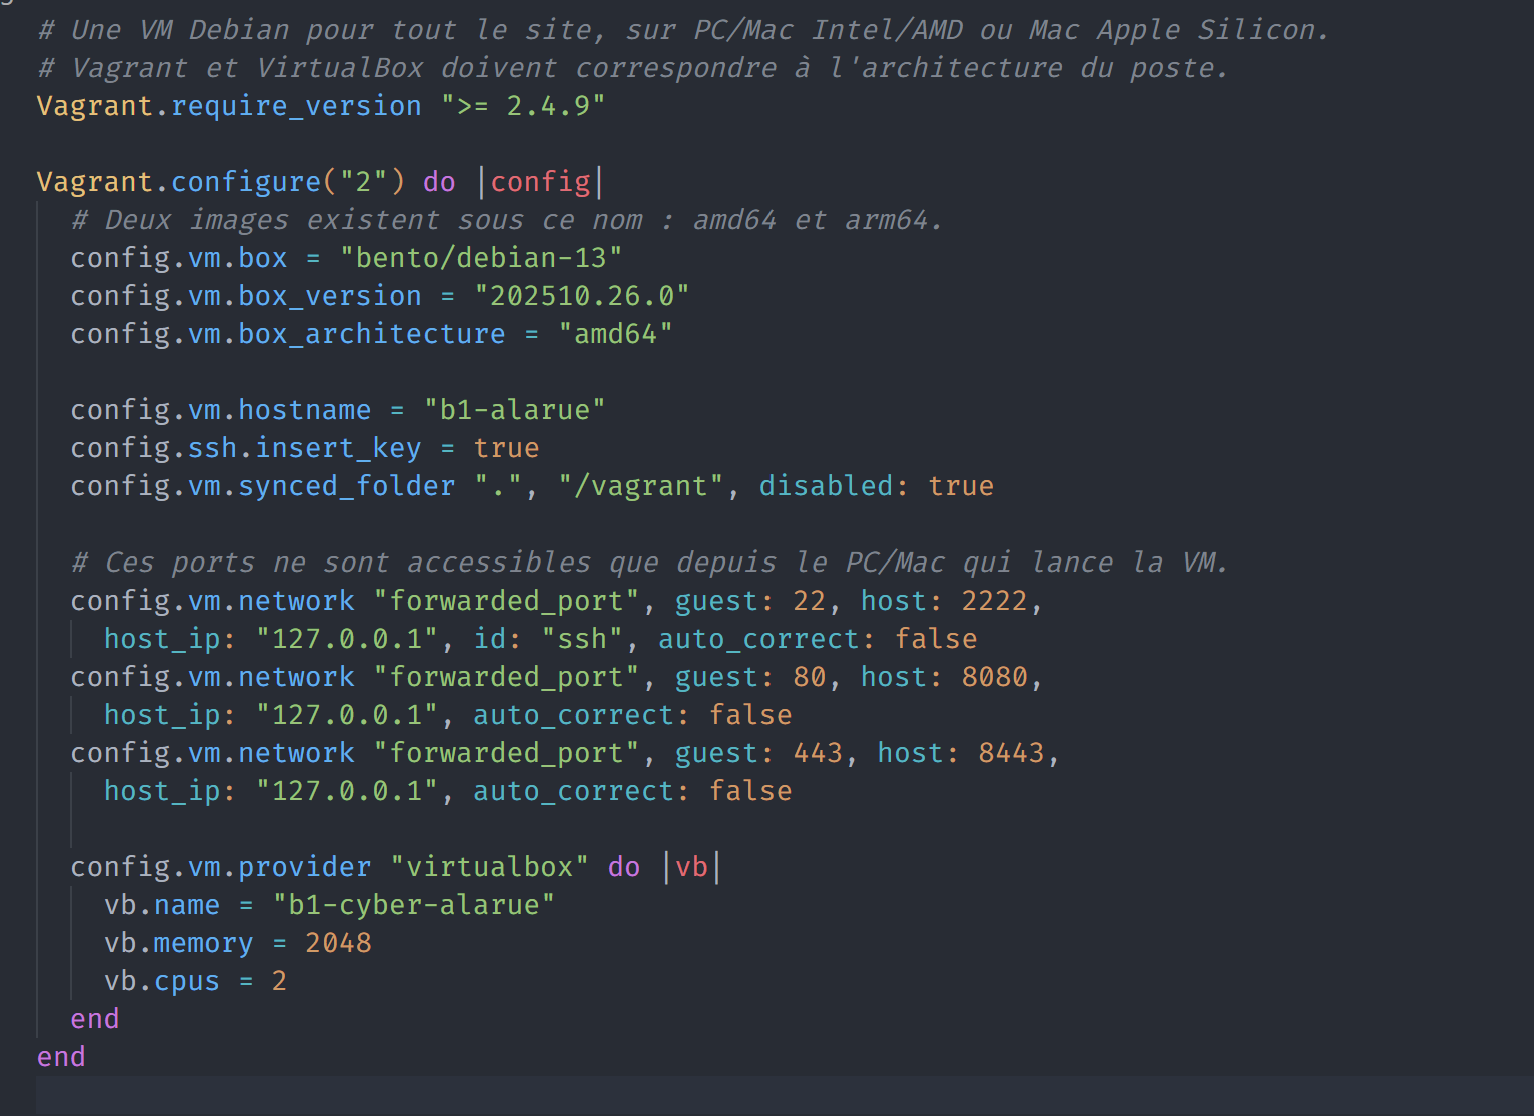 # Une VM Debian pour tout le site, sur PC/Mac Intel/AMD ou Mac Apple Silicon.
# Vagrant et VirtualBox doivent correspondre à l'architecture du poste.
Vagrant.require_version ">= 2.4.9"

Vagrant.configure("2") do |config|
  # Deux images existent sous ce nom : amd64 et arm64.
  config.vm.box = "bento/debian-13"
  config.vm.box_version = "202510.26.0"
  config.vm.box_architecture = "amd64"

  config.vm.hostname = "b1-alarue"
  config.ssh.insert_key = true
  config.vm.synced_folder ".", "/vagrant", disabled: true

  # Ces ports ne sont accessibles que depuis le PC/Mac qui lance la VM.
  config.vm.network "forwarded_port", guest: 22, host: 2222,
    host_ip: "127.0.0.1", id: "ssh", auto_correct: false
  config.vm.network "forwarded_port", guest: 80, host: 8080,
    host_ip: "127.0.0.1", auto_correct: false
  config.vm.network "forwarded_port", guest: 443, host: 8443,
    host_ip: "127.0.0.1", auto_correct: false

  config.vm.provider "virtualbox" do |vb|
    vb.name = "b1-cyber-alarue"
    vb.memory = 2048
    vb.cpus = 2
  end
end